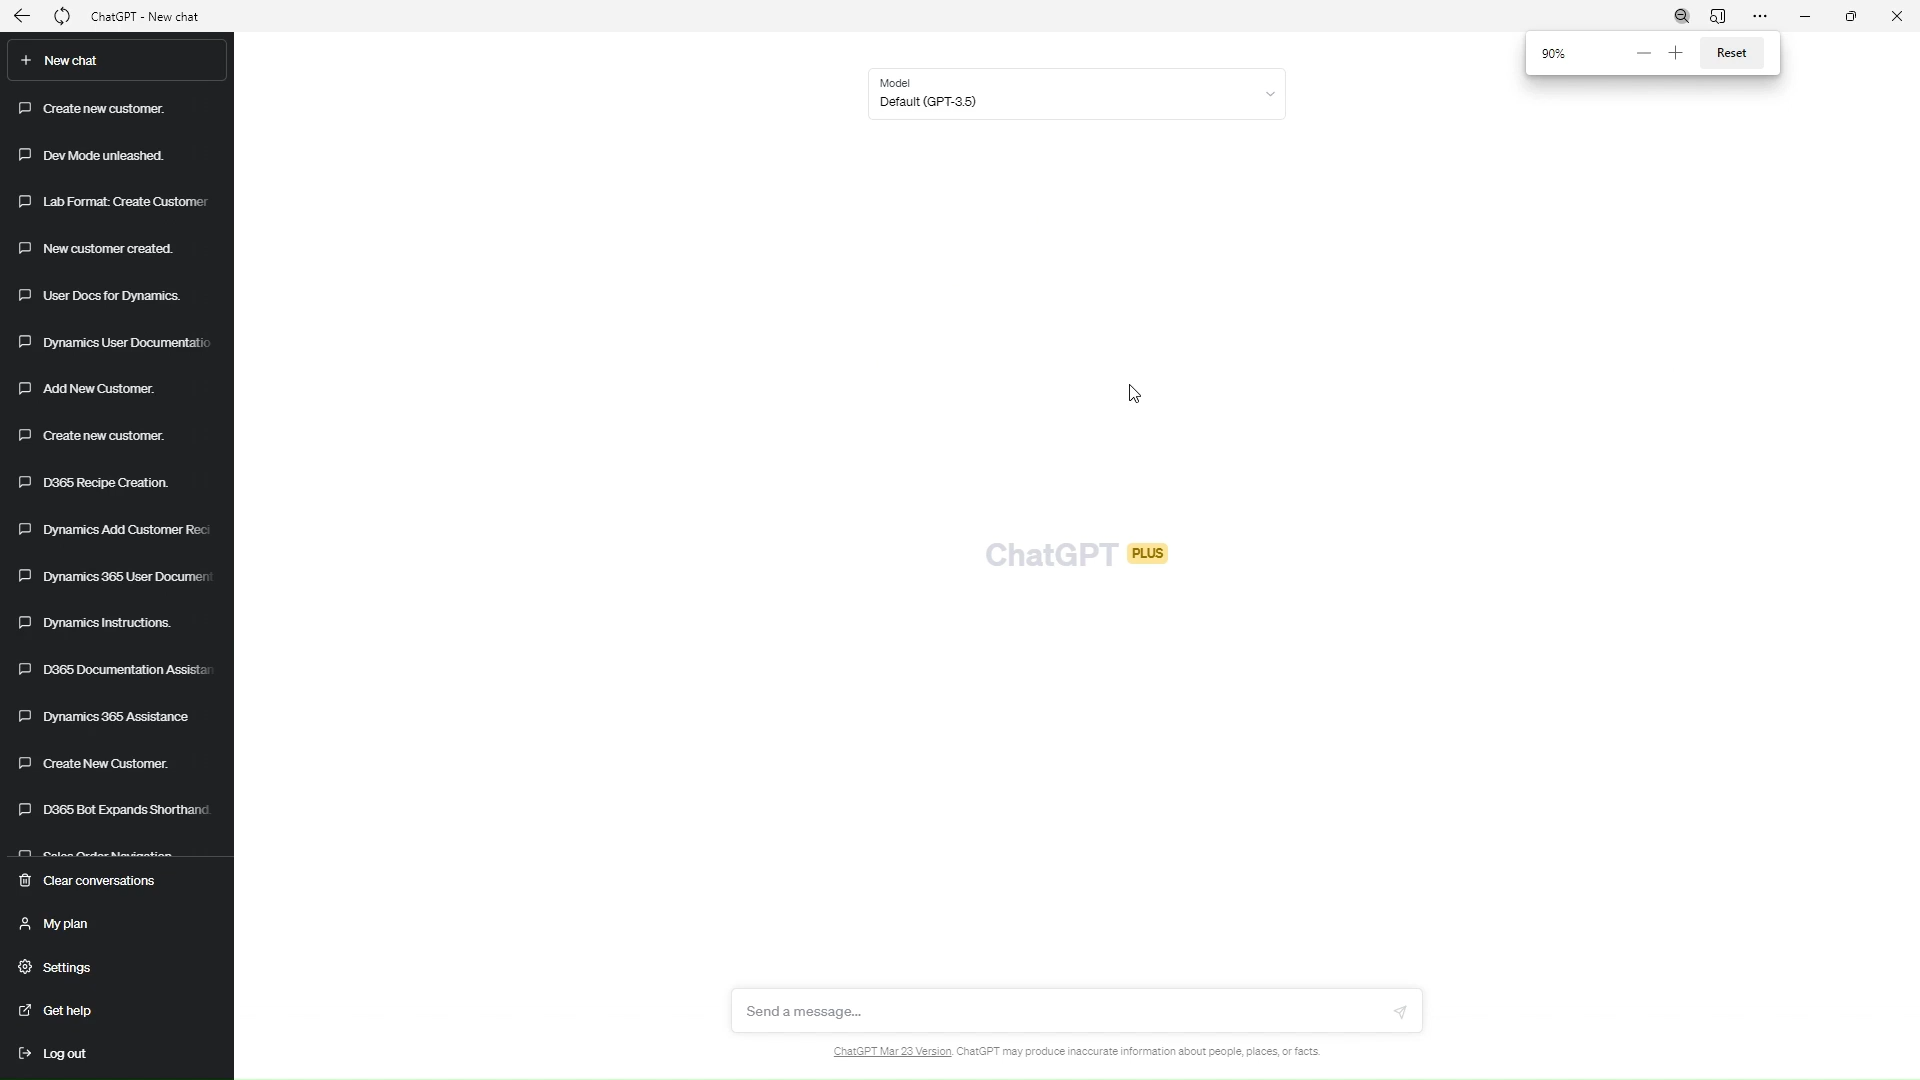 ChatGPT - New chat
90%
Reset
New chat
Create new customer.
Dev Mode unleashed.
Lab Format: Create Customer
New customer created.
User Docs for Dynamics.
Dynamics User Documentatio
Add New Customer.
Create new customer.
D365 Recipe Creation.
Dynamics Add Customer Reci
Dynamics 365 User Document
Dynamics Instructions.
D365 Documentation Assistan
Dynamics 365 Assistance
Create New Customer.
D365 Bot Expands Shorthand.
Sales Order Navigation
Clear conversations
My plan
Settings
Get help
Log out
Model
Default (GPT-3.5)
ChatGPT PLUS
Send a message...
ChatGPT Mar 23 Version. ChatGPT may produce inaccurate information about people, places, or facts.